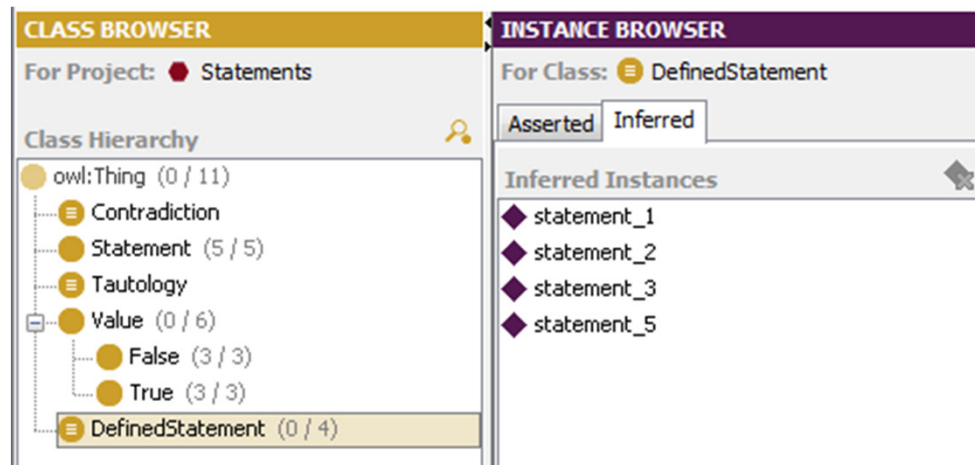 CLASS BROWSER
For Project: Statements
Class Hierarchy
owl:Thing (0 / 11)
Contradiction
Statement (5 / 5)
Tautology
Value (0 / 6)
False (3 / 3)
True (3 / 3)
DefinedStatement (0 / 4)
INSTANCE BROWSER
For Class: DefinedStatement
Asserted Inferred
Inferred Instances
statement_1
statement_2
statement_3
statement_5